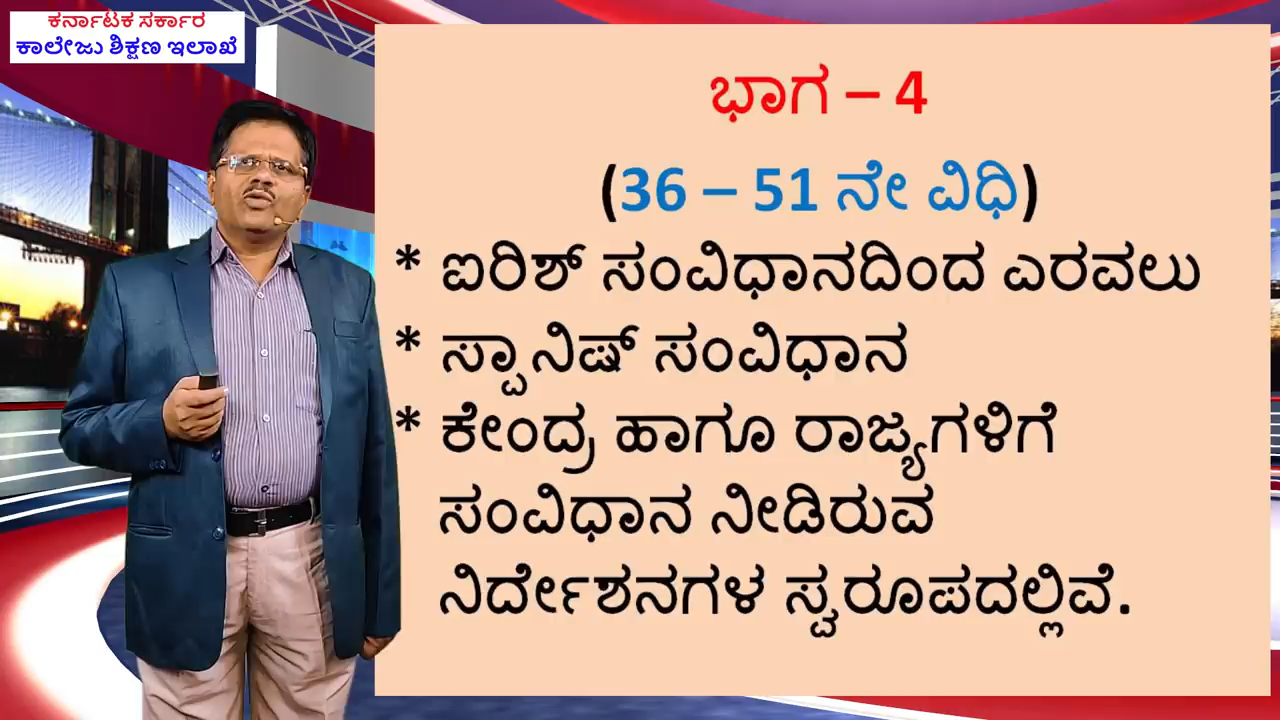 ಕರ್ನಾಟಕ ಸರ್ಕಾರ
ಕಾಲೇಜು ಶಿಕ್ಷಣ ಇಲಾಖೆ
ಭಾಗ – 4
(36 – 51 ನೇ ವಿಧಿ)
* ಐರಿಶ್ ಸಂವಿಧಾನದಿಂದ ಎರವಲು
* ಸ್ಪಾನಿಷ್ ಸಂವಿಧಾನ
* ಕೇಂದ್ರ ಹಾಗೂ ರಾಜ್ಯಗಳಿಗೆ
ಸಂವಿಧಾನ ನೀಡಿರುವ
ನಿರ್ದೇಶನಗಳ ಸ್ವರೂಪದಲ್ಲಿವೆ.